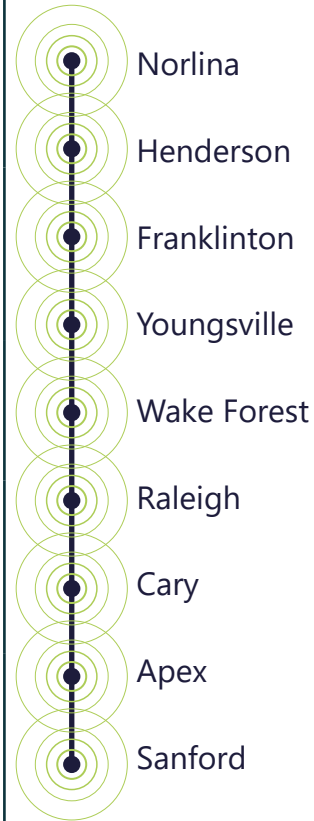 Norlina
Henderson
Franklinton
Youngsville
Wake Forest
Raleigh
Cary
Apex
Sanford